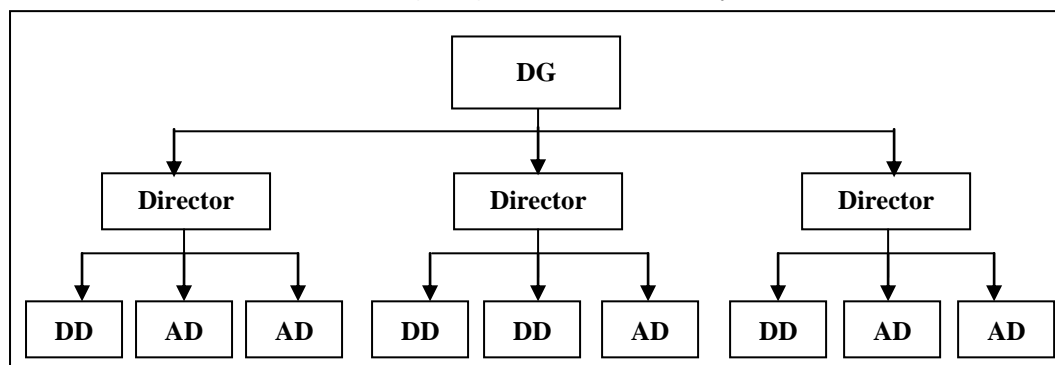 DG
Director Director Director
DD AD AD DD DD AD DD AD AD